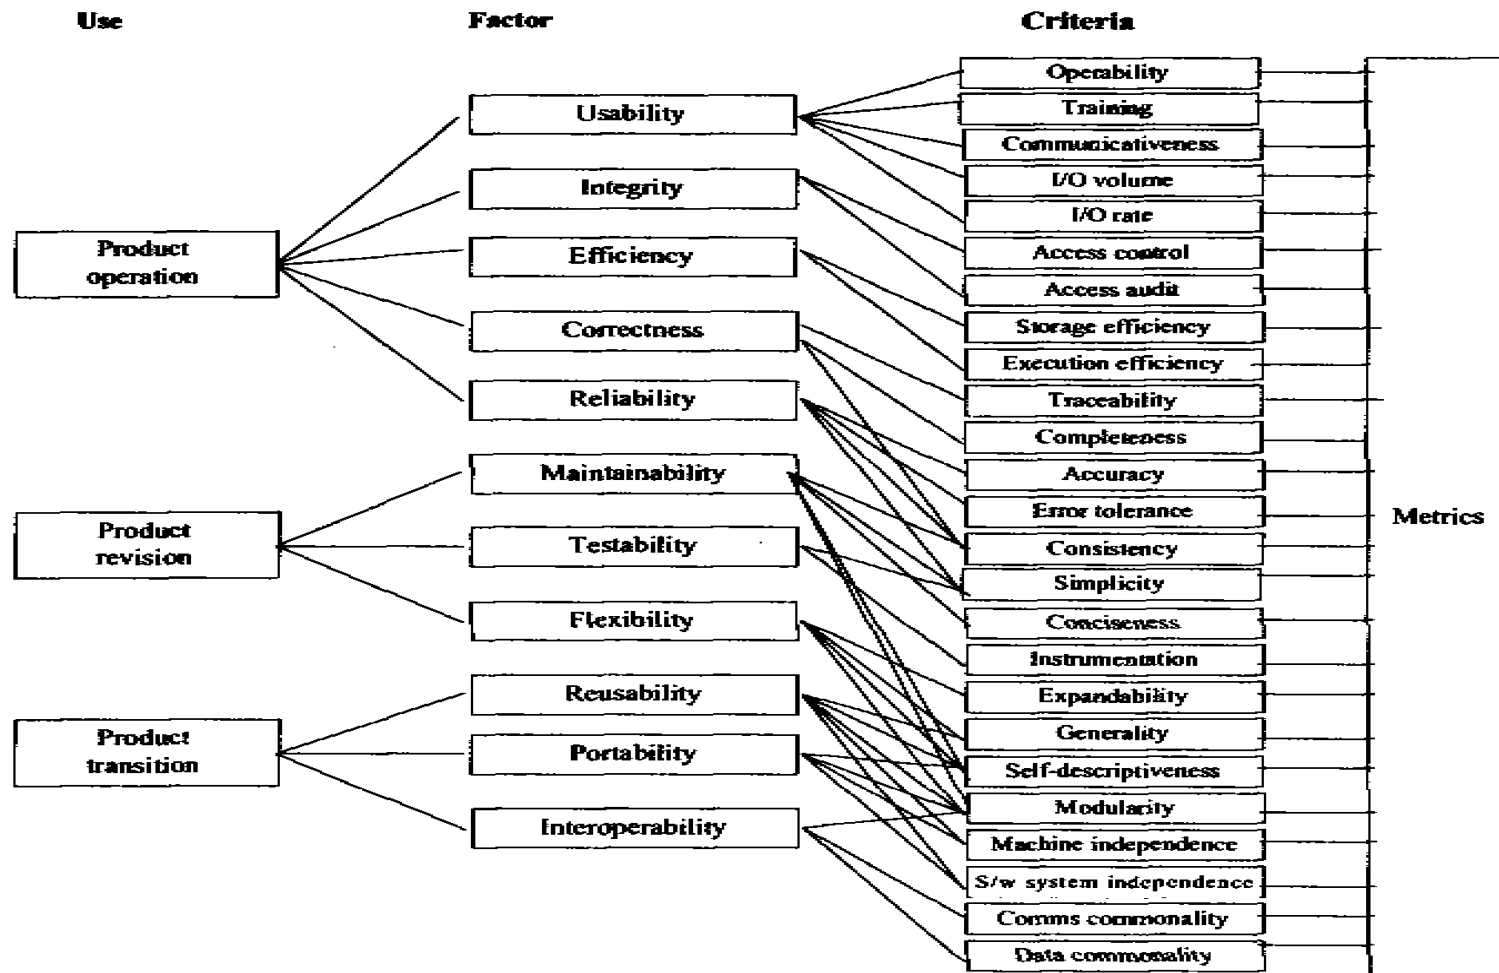 Use
Factor
Criteria
Product
operation
Product
revision
Product
transition
Usability
Integrity
Efficiency
Correctness
Reliability
Maintainability
Testability
Flexibility
Reusability
Portability
Interoperability
Operability
Training
Communicativeness
I/O volume
I/O rate
Access control
Access audit
Storage efficiency
Execution efficiency
Traceability
Completeness
Accuracy
Error tolerance
Consistency
Simplicity
Conciseness
Instrumentation
Expandability
Generality
Self-descriptiveness
Modularity
Machine independence
S/w system independence
Comms commonality
Data commonality
Metrics